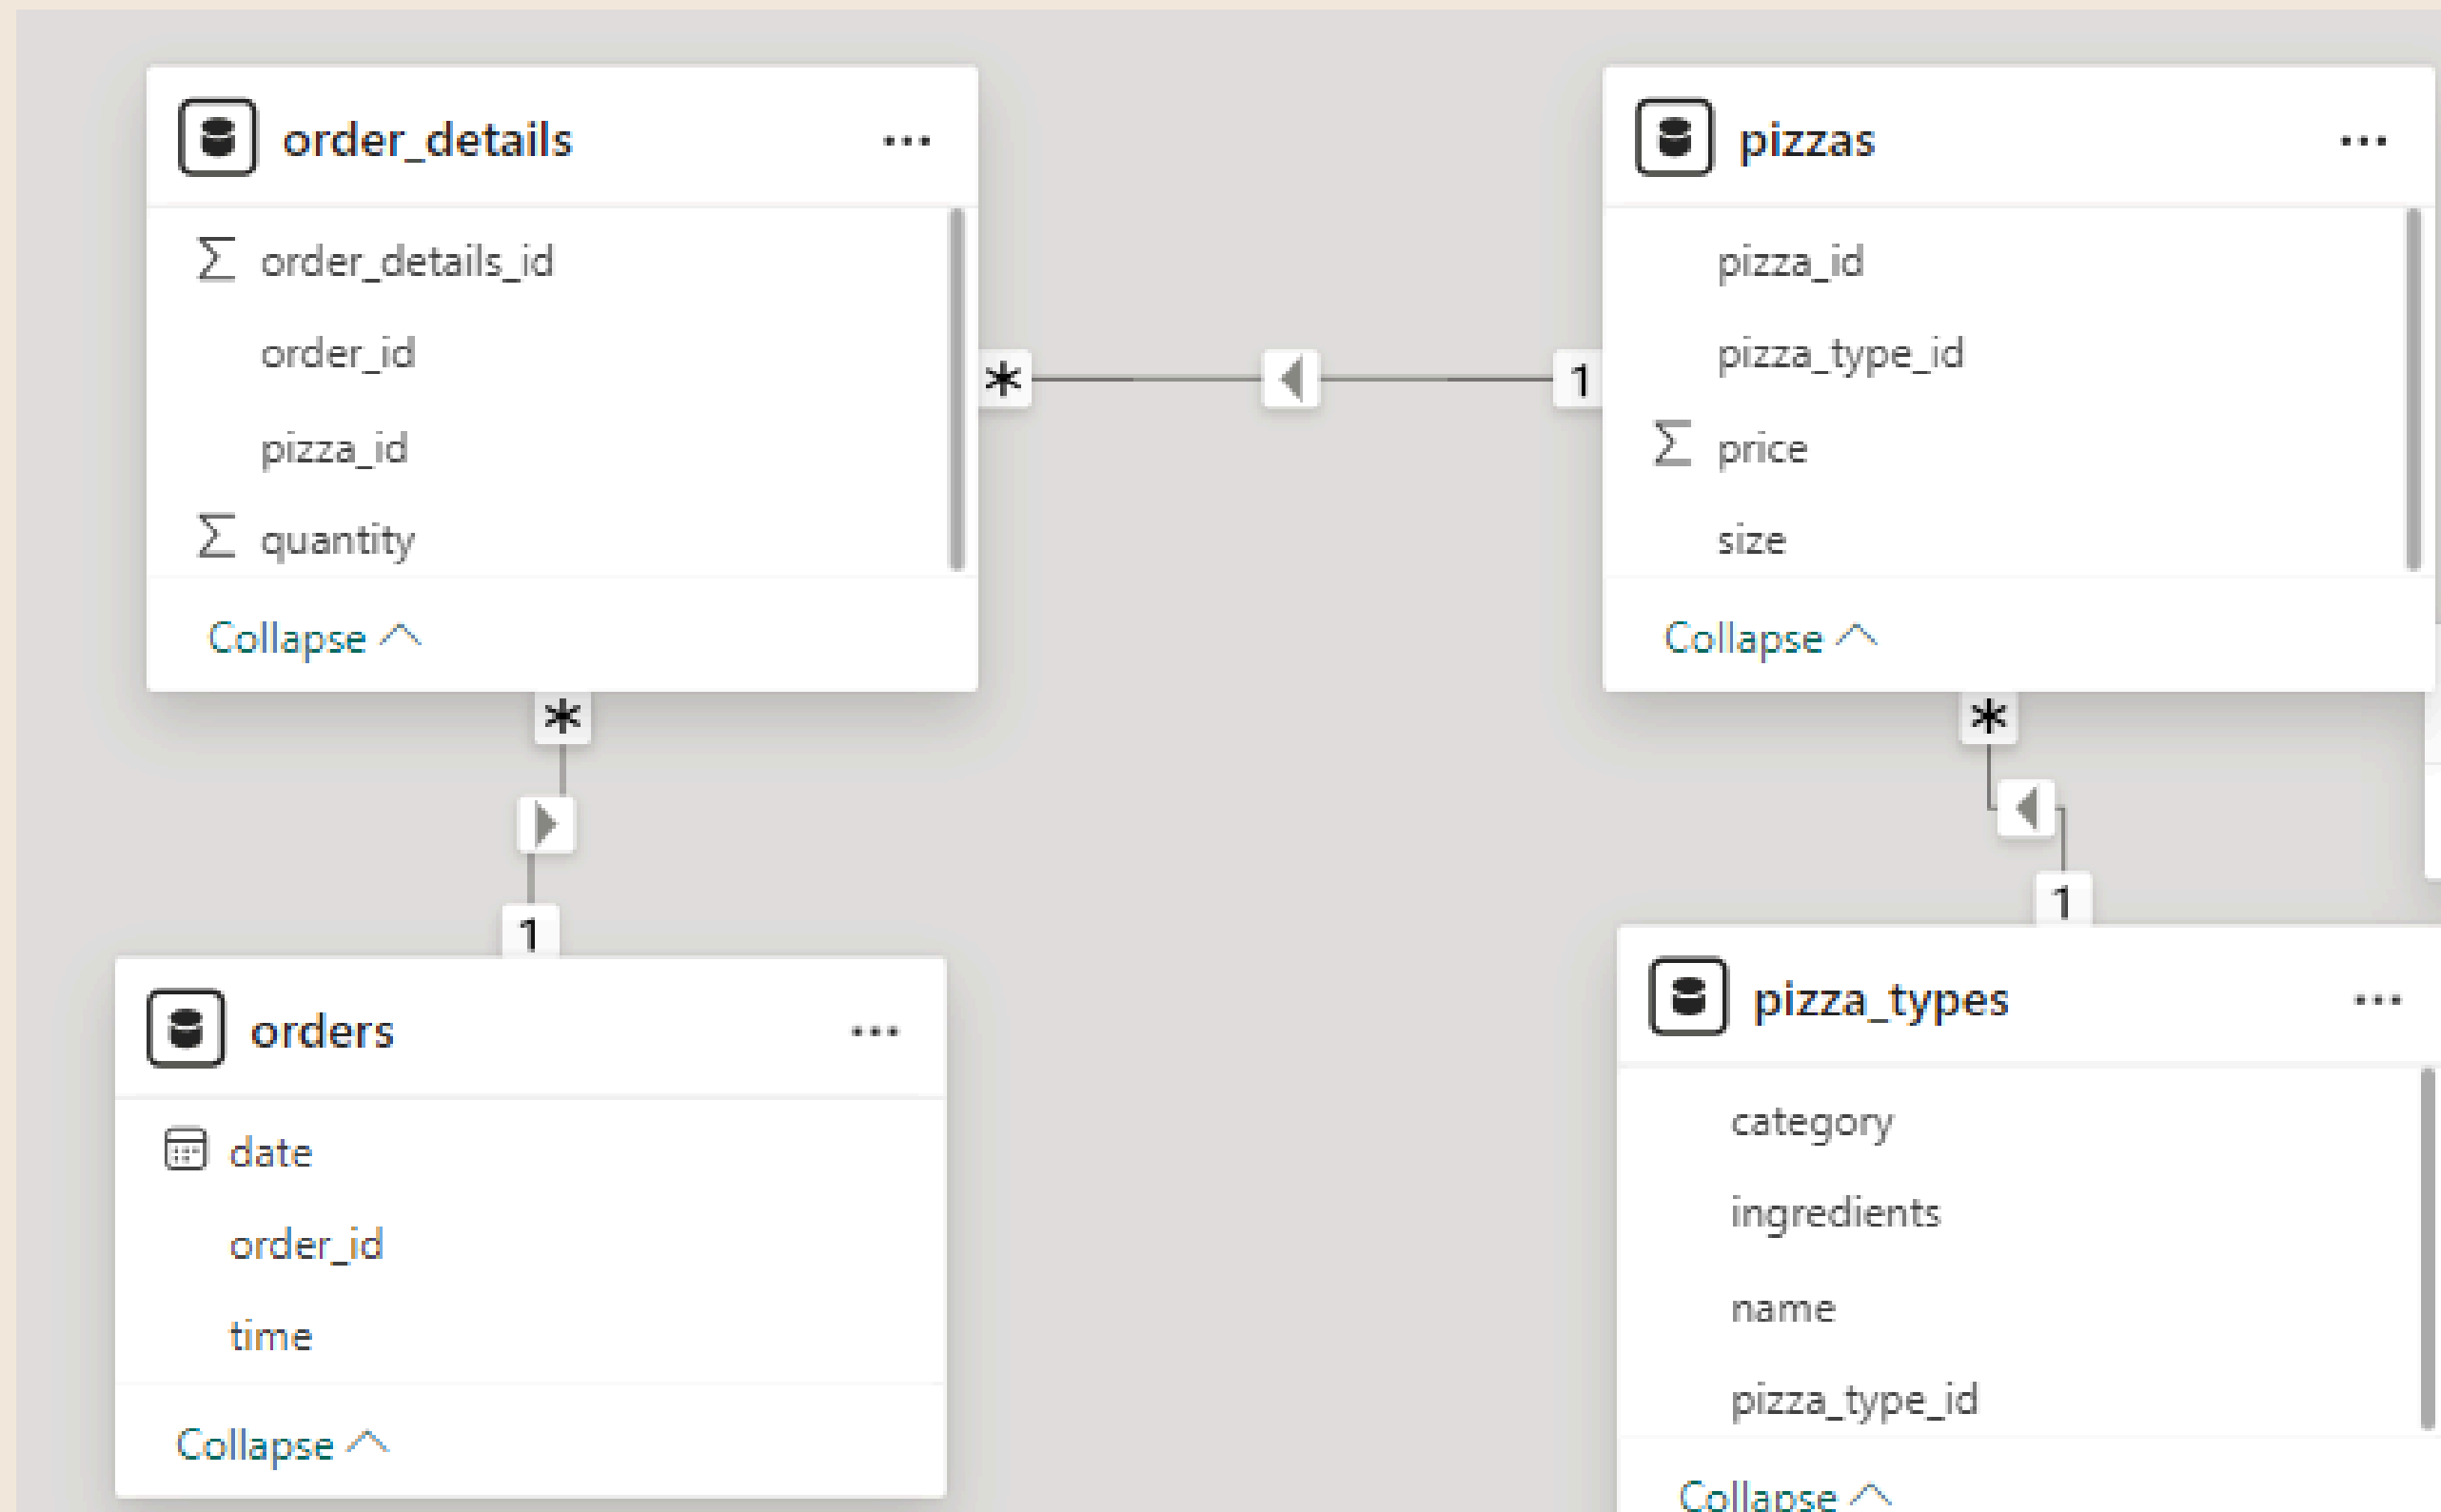 order_details ...
Σ order_details_id
order_id
pizza_id
Σ quantity
Collapse
pizzas ...
pizza_id
pizza_type_id
Σ price
size
Collapse
* 1
*
1
*
1
orders ...
date
order_id
time
Collapse
pizza_types ...
category
ingredients
name
pizza_type_id
Collapse